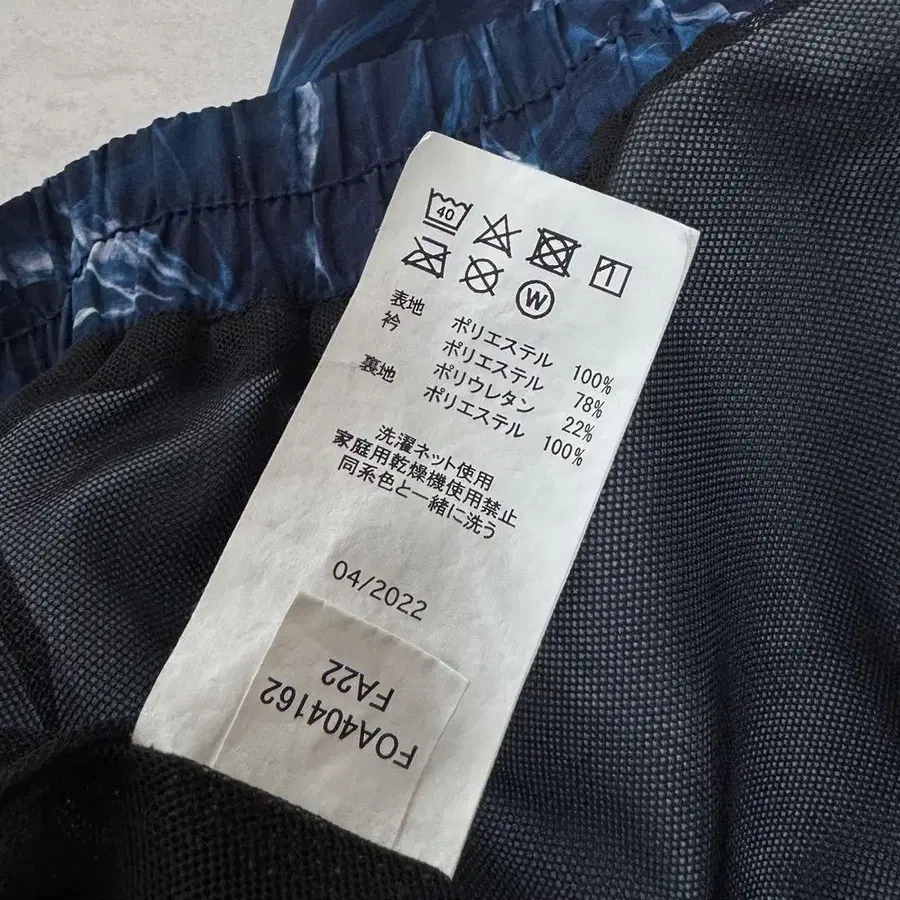 40
W
表地 ポリエステル 100%
衿 ポリエステル 78%
ポリウレタン 22%
裏地 ポリエステル 100%
洗濯ネット使用
家庭用乾燥機使用禁止
同系色と一緒に洗う
04/2022
FOA404162
FA22